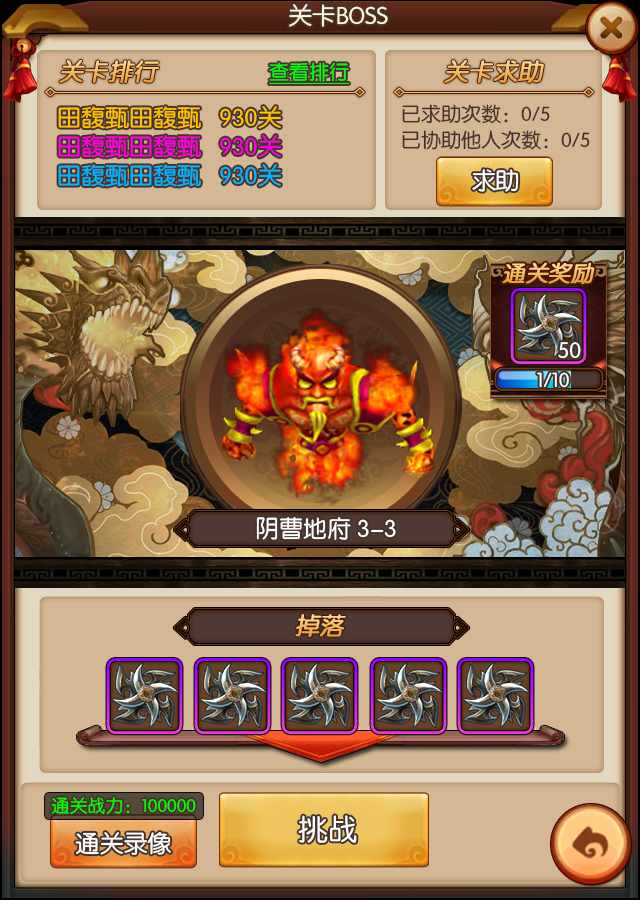 关卡BOSS
关卡排行
查看排行
田馥甄田馥甄 930关
田馥甄田馥甄 930关
田馥甄田馥甄 930关
关卡求助
已求助次数：0/5
已协助他人次数：0/5
求助
通关奖励
50
1/10
阴曹地府 3-3
掉落
通关战力：100000
通关录像
挑战